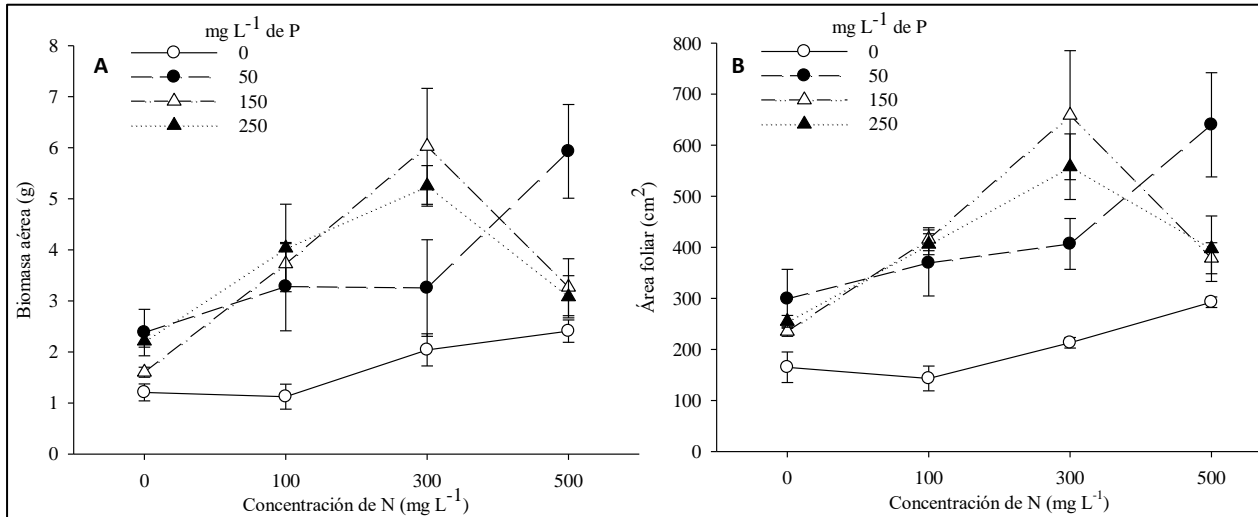 mg L⁻¹ de P
A
0
50
150
250
8
7
6
5
4
3
2
1
0
Biomasa aérea (g)
0 100 300 500
Concentración de N (mg L⁻¹)
mg L⁻¹ de P
B
0
50
150
250
800
700
600
500
400
300
200
100
0
Área foliar (cm²)
0 100 300 500
Concentración de N (mg L⁻¹)